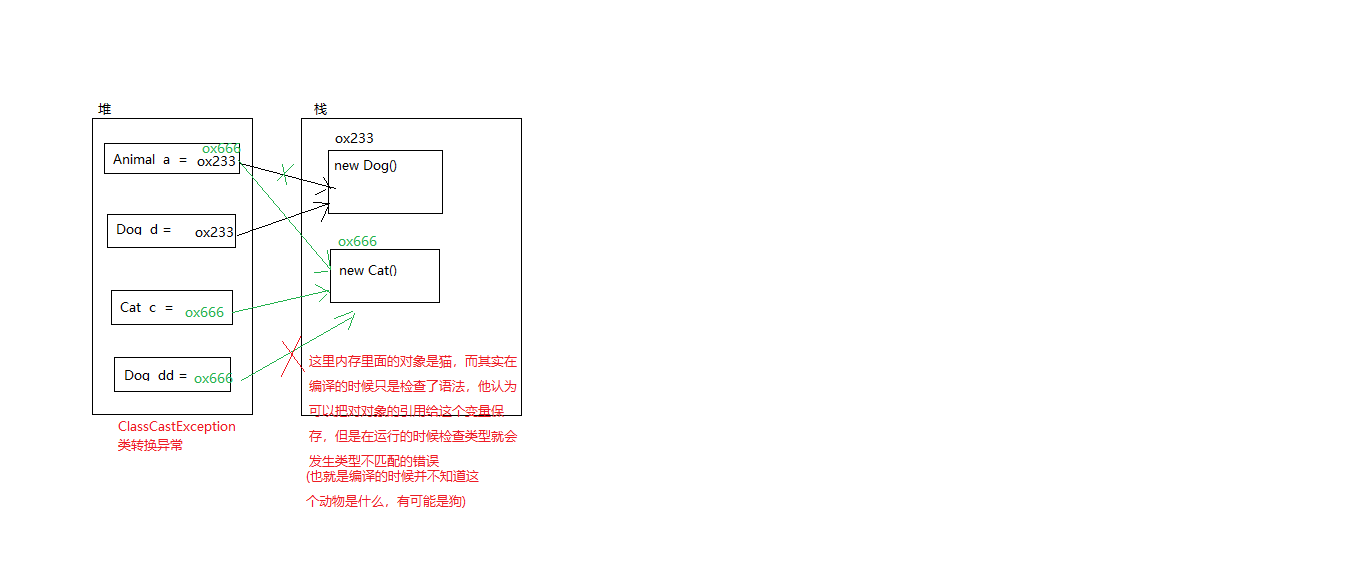 堆
栈
ox233
ox666
Animal a = ox233
new Dog()
Dog d = ox233
ox666
new Cat()
Cat c = ox666
Dog dd = ox666
这里内存里面的对象是猫，而其实在
编译的时候只是检查了语法，他认为
可以把对对象的引用给这个变量保
存，但是在运行的时候检查类型就会
发生类型不匹配的错误
(也就是编译的时候并不知道这
个动物是什么，有可能是狗)
ClassCastException
类转换异常